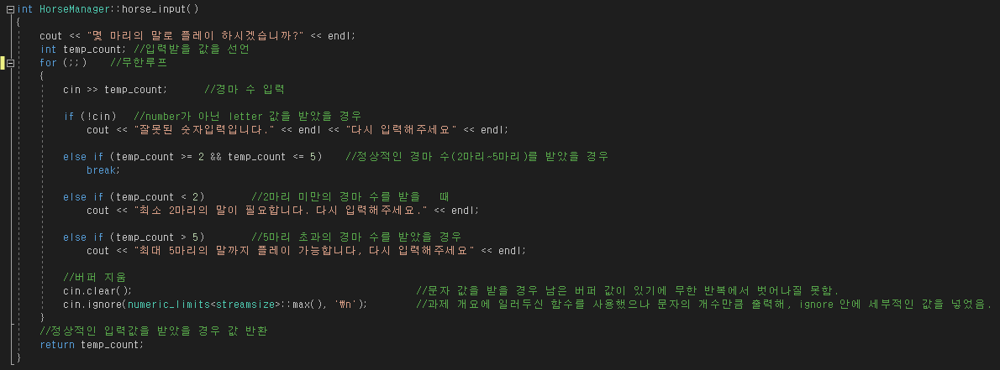 int HorseManager::horse_input()
{
cout << "몇 마리의 말로 플레이 하시겠습니까?" << endl;
int temp_count; //입력받을 값을 선언
for (;;) //무한루프
{
cin >> temp_count; //경마 수 입력
if (!cin) //number가 아닌 letter 값을 받았을 경우
cout << "잘못된 숫자입력입니다." << endl << "다시 입력해주세요" << endl;
else if (temp_count >= 2 && temp_count <= 5) //정상적인 경마 수(2마리~5마리)를 받았을 경우
break;
else if (temp_count < 2) //2마리 미만의 경마 수를 받을 때
cout << "최소 2마리의 말이 필요합니다. 다시 입력해주세요." << endl;
else if (temp_count > 5) //5마리 초과의 경마 수를 받았을 경우
cout << "최대 5마리의 말까지 플레이 가능합니다, 다시 입력해주세요" << endl;
//버퍼 지움
cin.clear(); //문자 값을 받을 경우 남은 버퍼 값이 있기에 무한 반복에서 벗어나질 못함.
cin.ignore(numeric_limits<streamsize>::max(), '₩n'); //과제 개요에 일러두신 함수를 사용했으나 문자의 개수만큼 출력해, ignore 안에 세부적인 값을 넣었음.
}
//정상적인 입력값을 받았을 경우 값 반환
return temp_count;
}